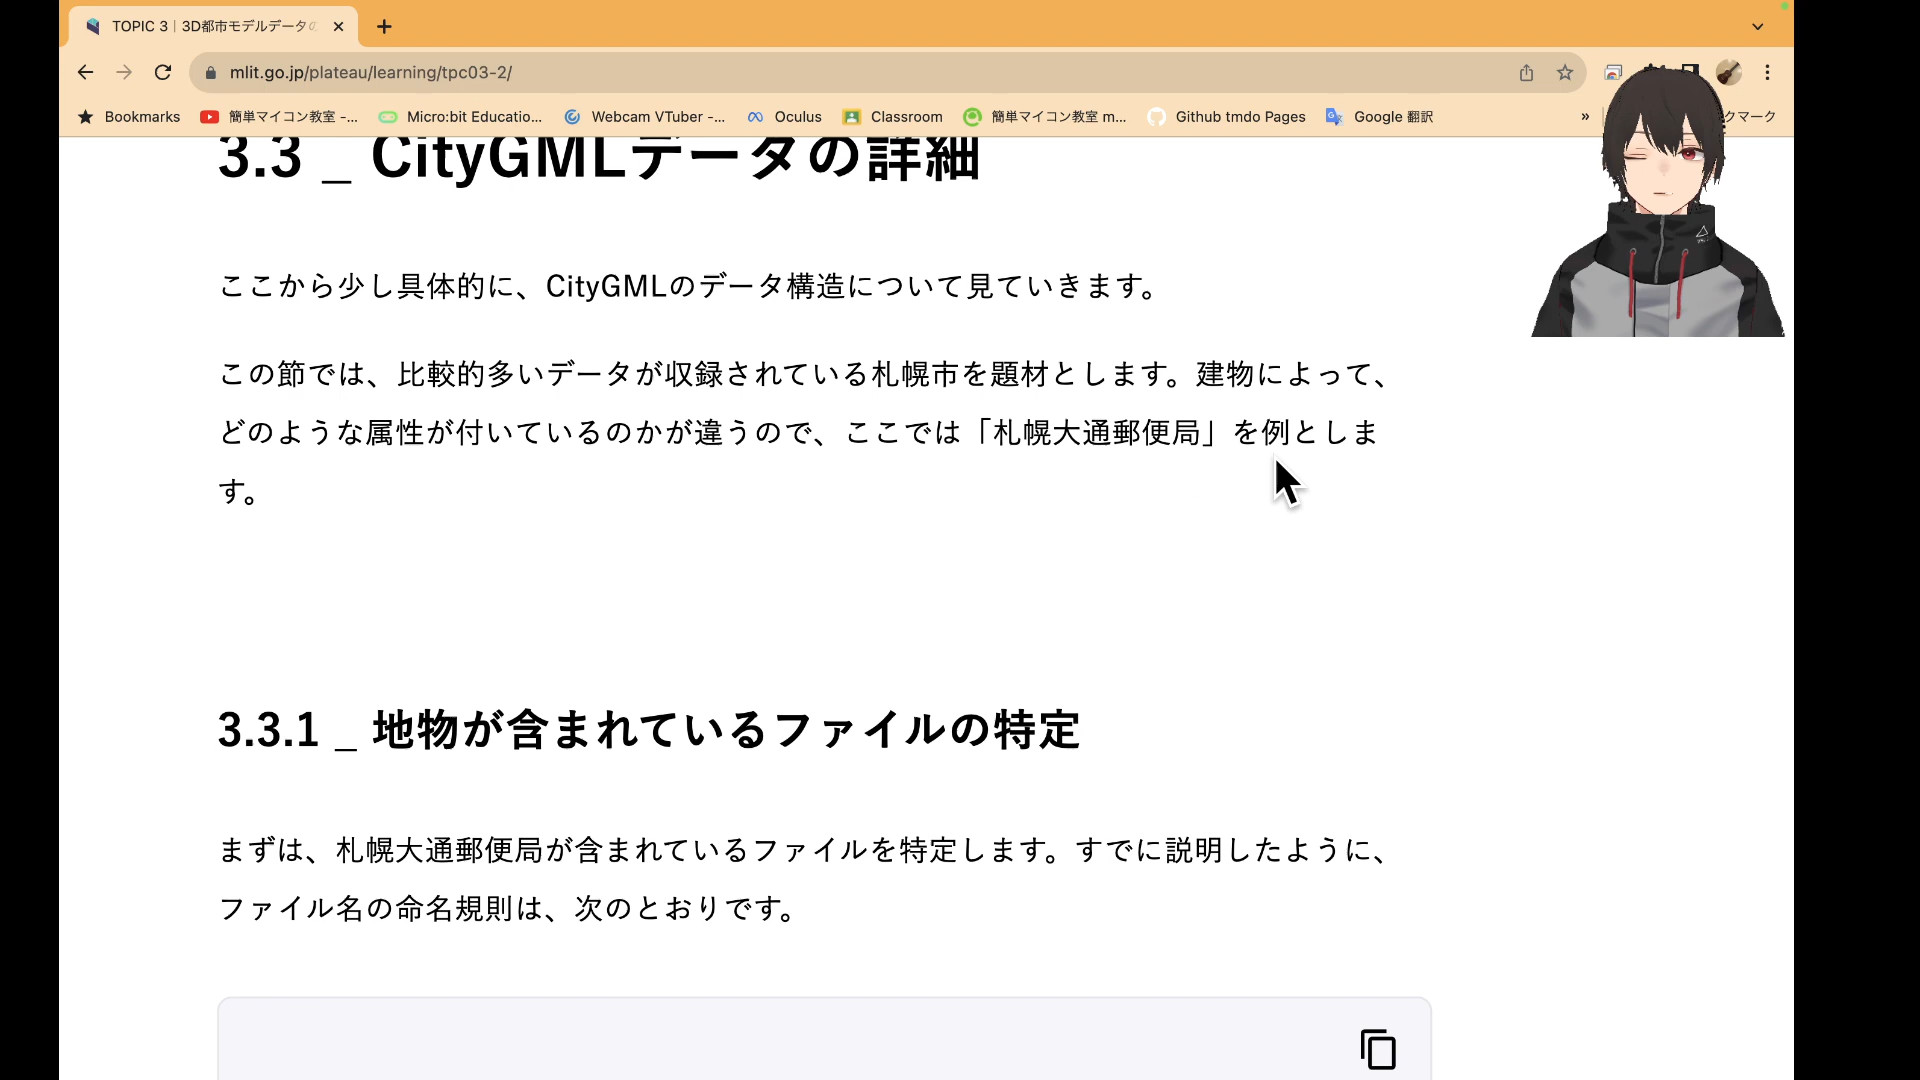 TOPIC 3｜3D都市モデルデータの
mlit.go.jp/plateau/learning/tpc03-2/
Bookmarks 簡単マイコン教室 -... Micro:bit Educatio... Webcam VTuber -... Oculus Classroom 簡単マイコン教室 m... Github tmdo Pages Google 翻訳 » クマーク
3.3 _ CityGMLデータの詳細
ここから少し具体的に、CityGMLのデータ構造について見ていきます。
この節では、比較的多いデータが収録されている札幌市を題材とします。建物によって、
どのような属性が付いているのかが違うので、ここでは「札幌大通郵便局」を例としま
す。
3.3.1 _ 地物が含まれているファイルの特定
まずは、札幌大通郵便局が含まれているファイルを特定します。すでに説明したように、
ファイル名の命名規則は、次のとおりです。